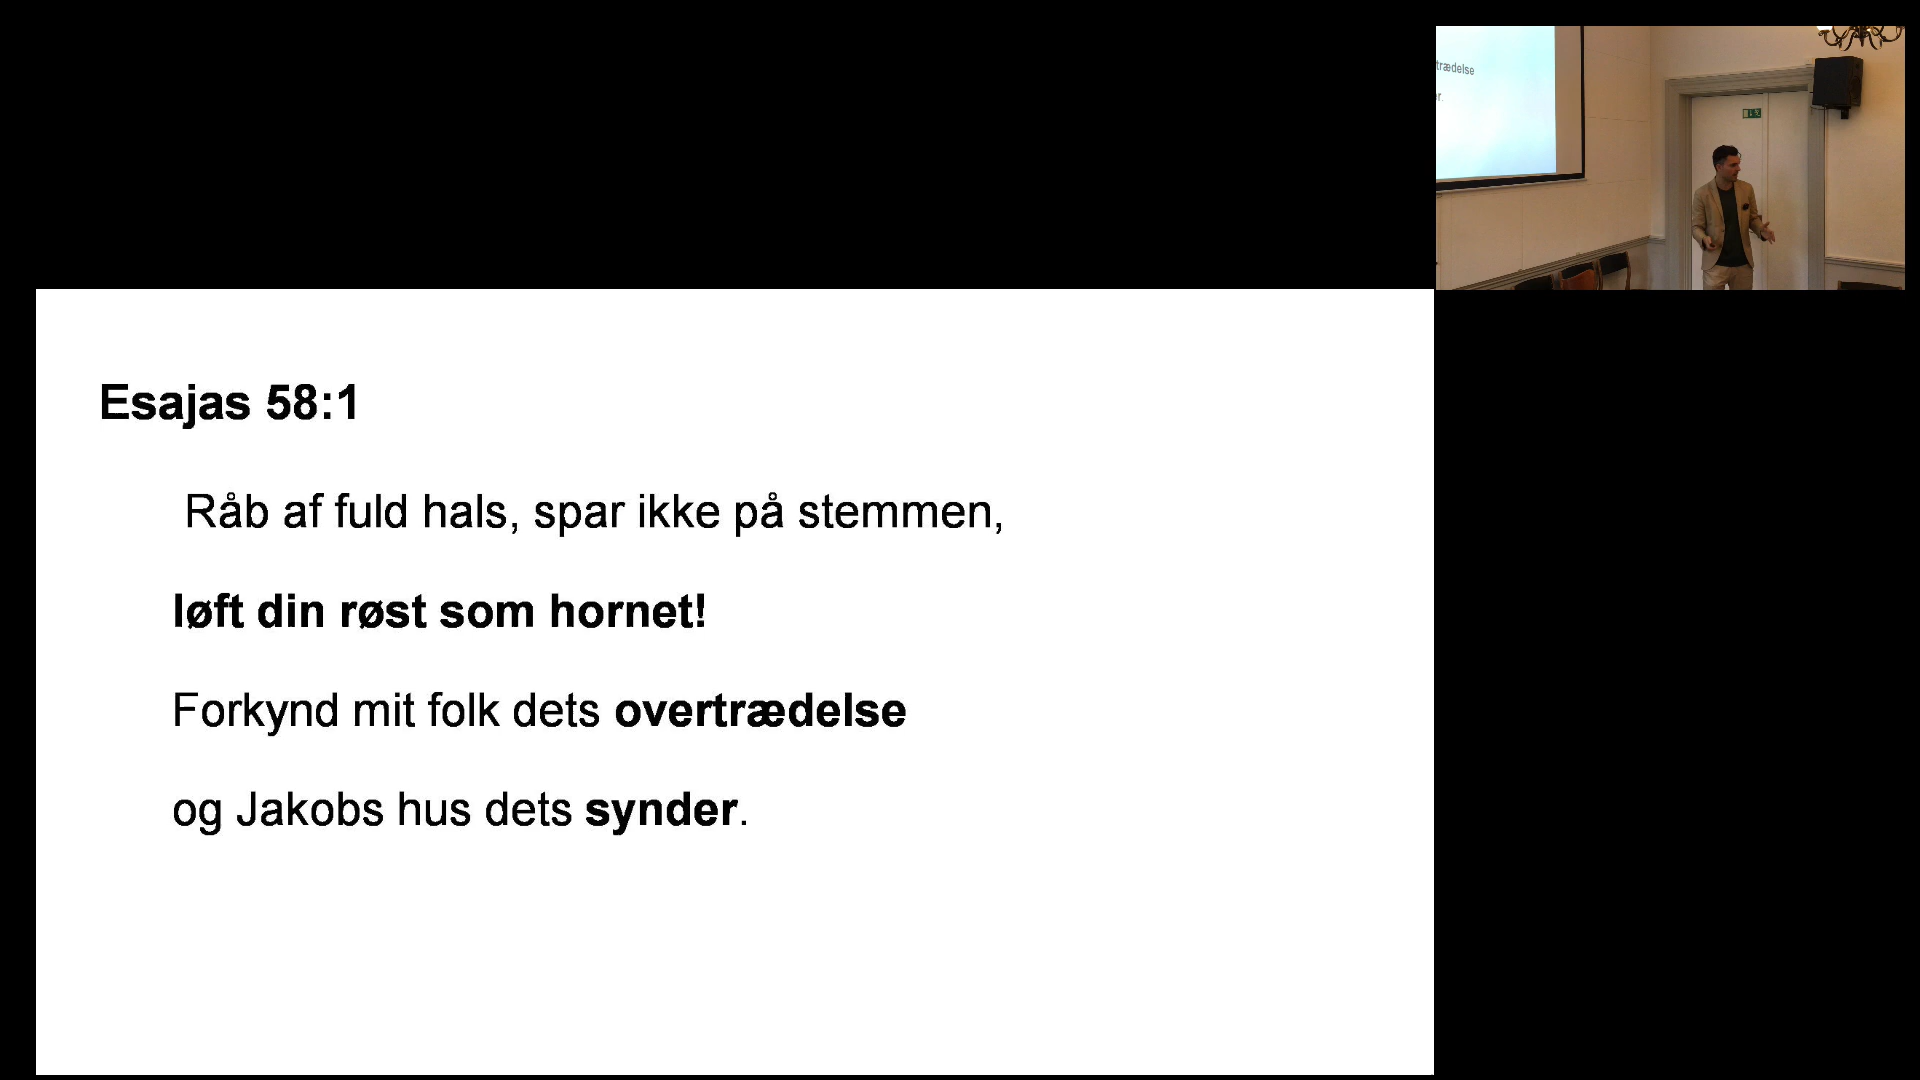 trædelse
r.
Esajas 58:1
Råb af fuld hals, spar ikke på stemmen,
løft din røst som hornet!
Forkynd mit folk dets overtrædelse
og Jakobs hus dets synder.